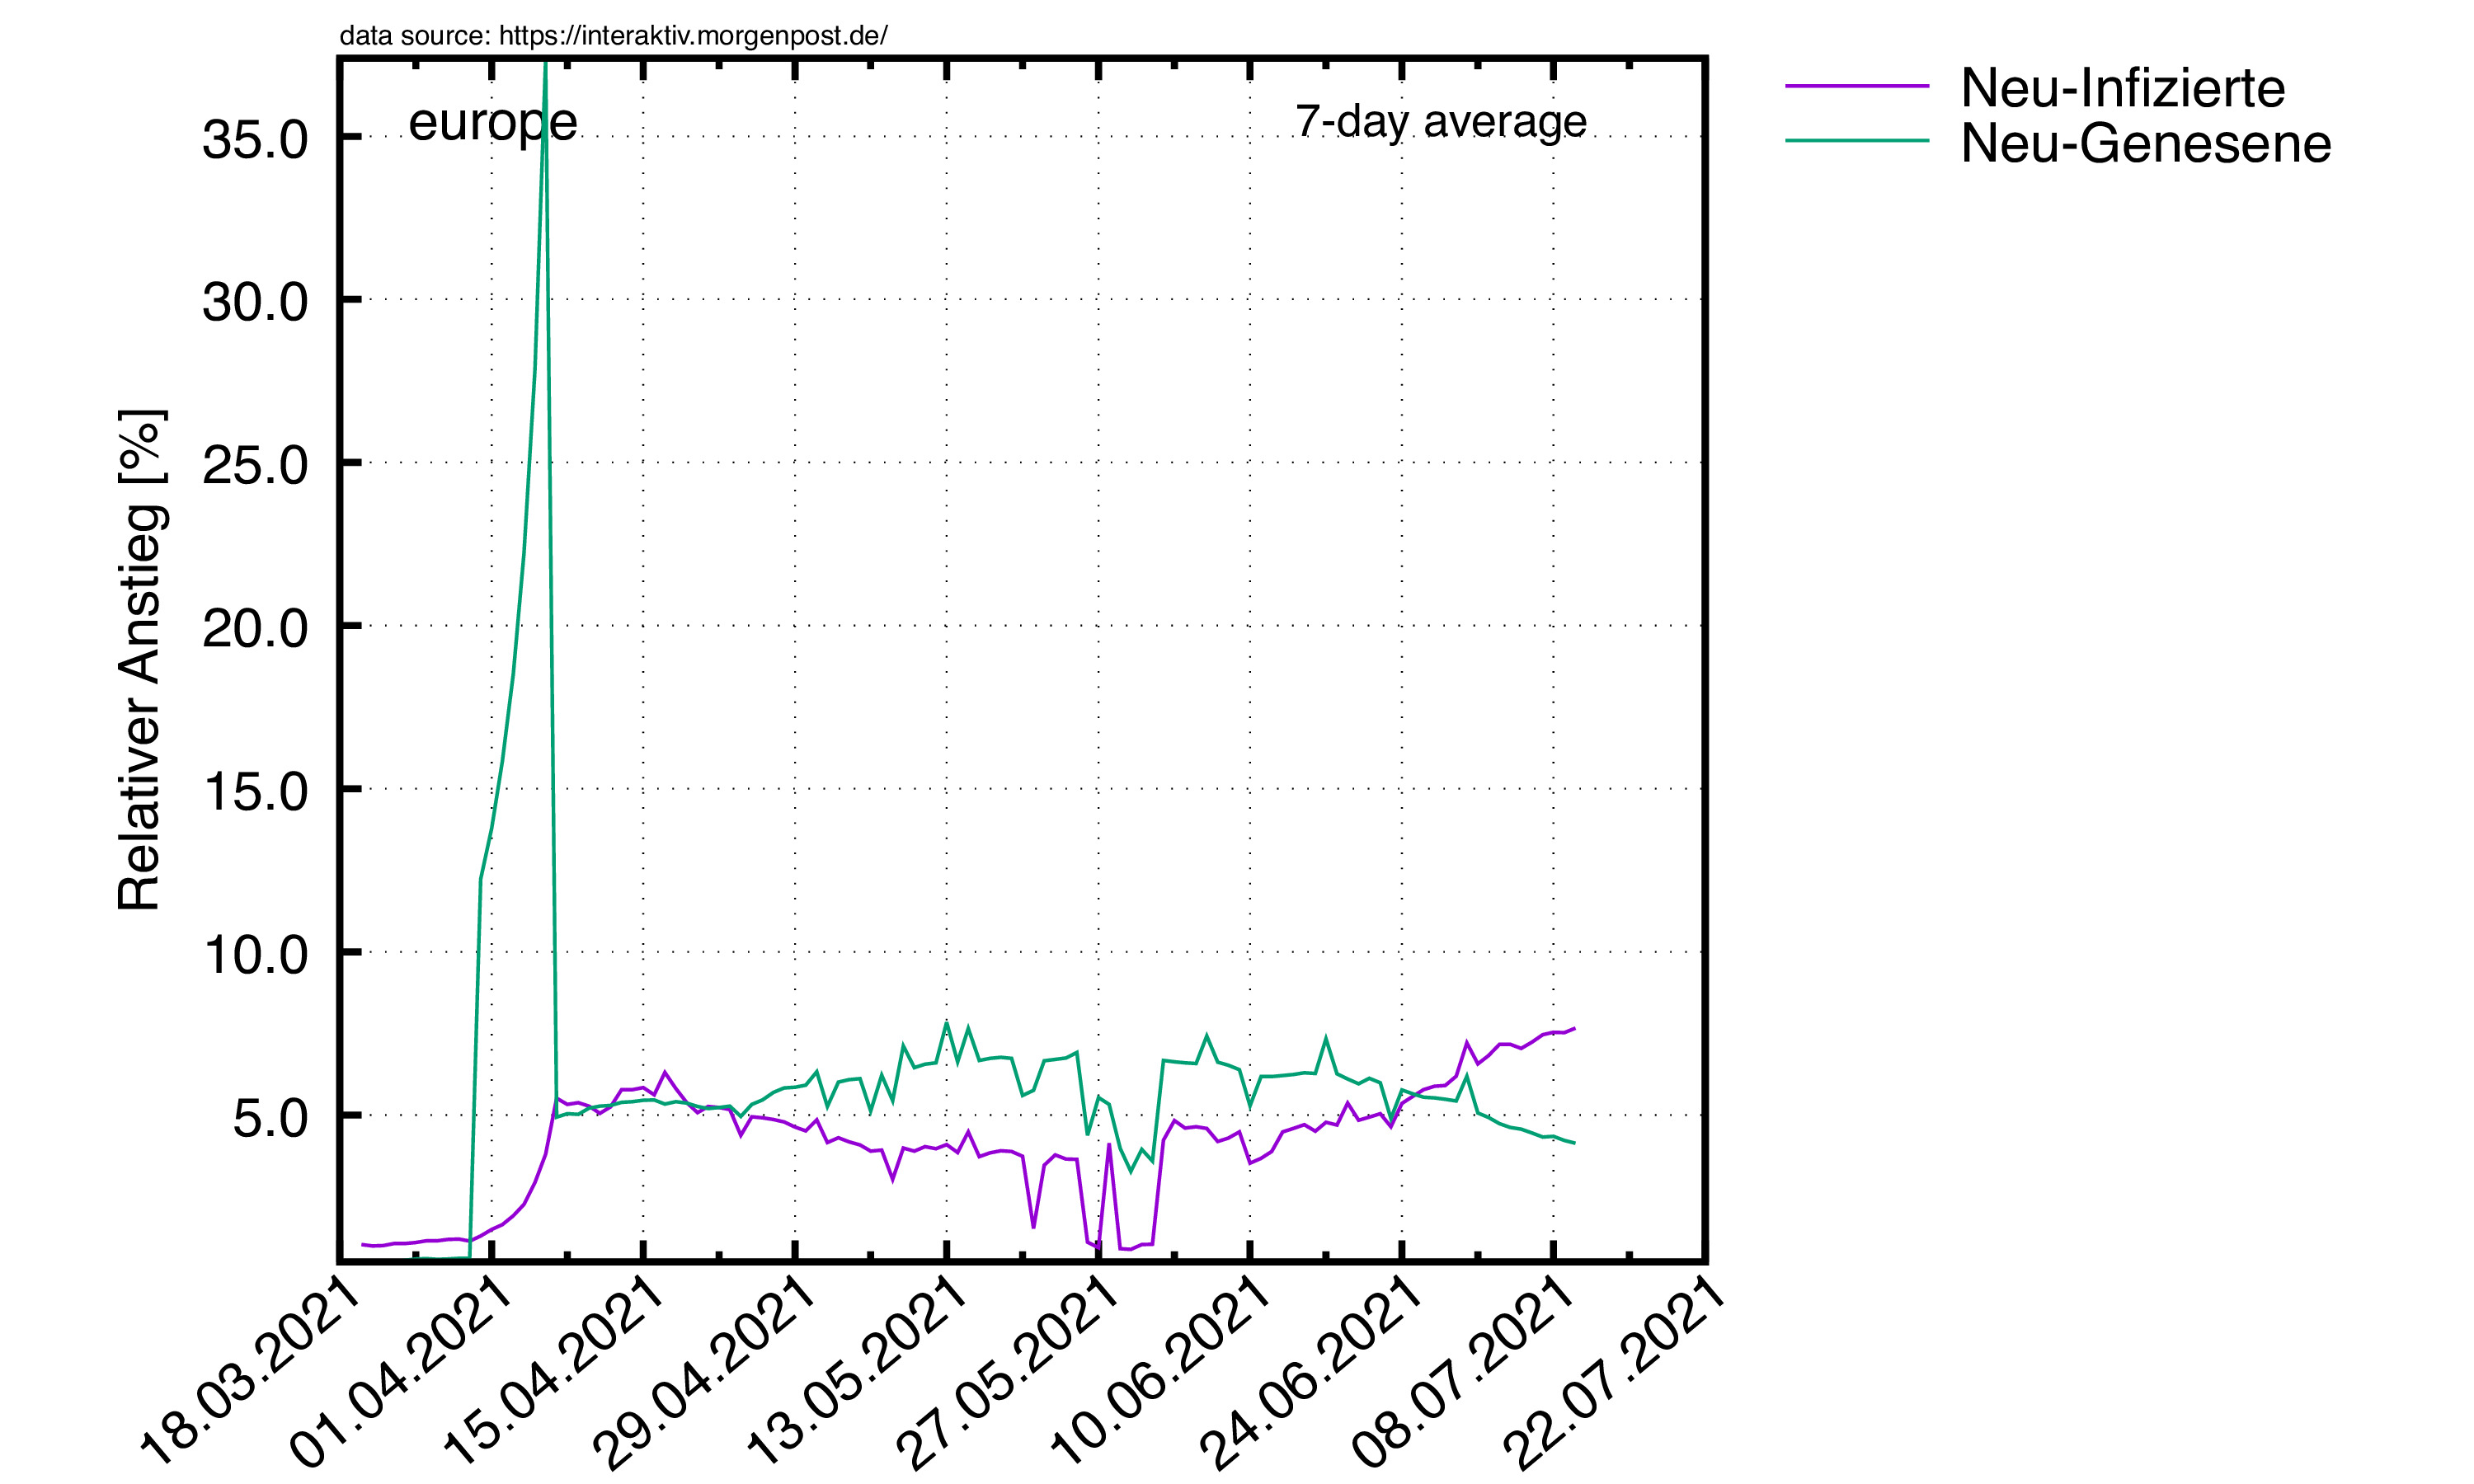 data source: https://interaktiv.morgenpost.de/
europe
7-day average
Neu-Infizierte
Neu-Genesene
Relativer Anstieg [%]
35.0
30.0
25.0
20.0
15.0
10.0
5.0
18.03.2021
01.04.2021
15.04.2021
29.04.2021
13.05.2021
27.05.2021
10.06.2021
24.06.2021
08.07.2021
22.07.2021